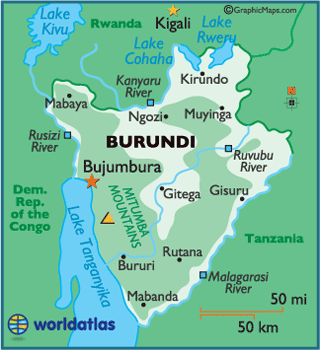 ©GraphicMaps.com
Lake
Kivu
Rwanda
Kigali
Lake
Rweru
Lake
Cohaha
Kanyaru
River
Kirundo
Mabaya
Ngozi
Muyinga
Rusizi
River
BURUNDI
Bujumbura
Ruvubu
River
Dem.
Rep.
of the
Congo
MITUMBA
MOUNTAINS
Gitega
Gisuru
Lake Tanganyika
Tanzania
Rutana
Bururi
Malagarasi
River
Mabanda
50 mi
50 km
worldatlas